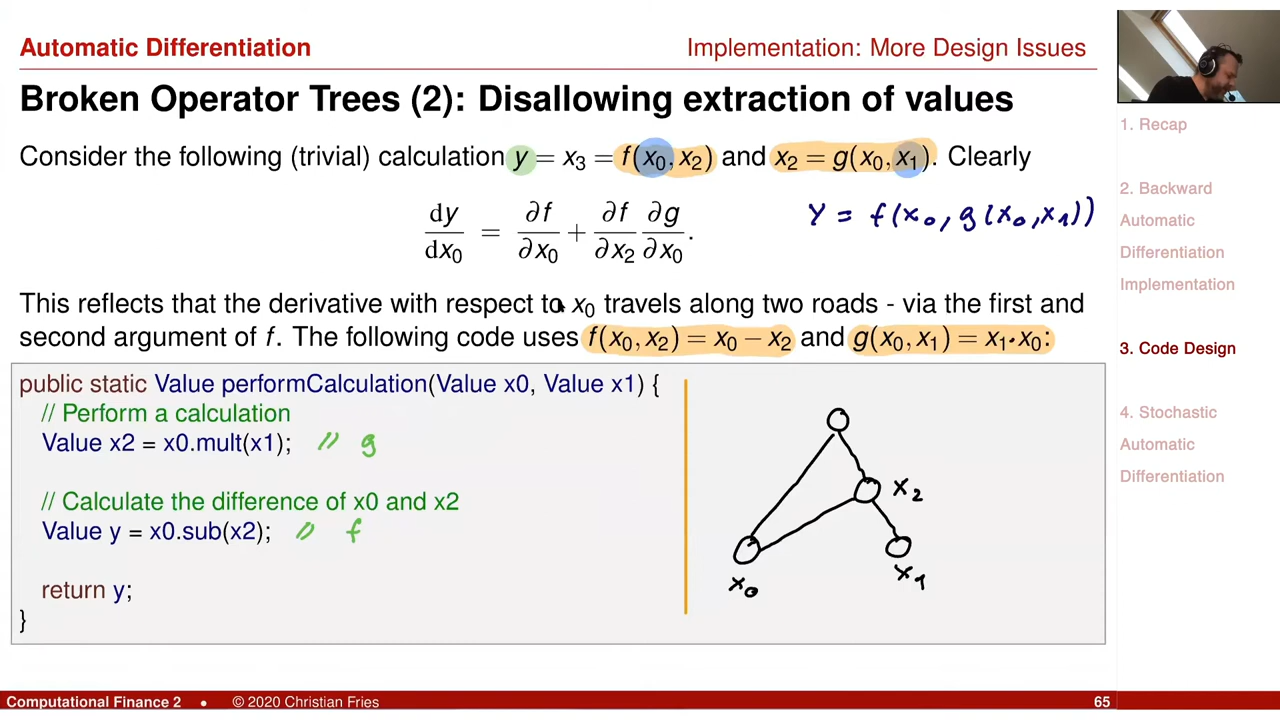 Automatic Differentiation
Implementation: More Design Issues
Broken Operator Trees (2): Disallowing extraction of values
Consider the following (trivial) calculation y = x₃ = f(x₀, x₂) and x₂ = g(x₀, x₁). Clearly
dy/dx₀ = ∂f/∂x₀ + ∂f/∂x₂ ∂g/∂x₀.
Y = f(x₀, g(x₀, x₁))
This reflects that the derivative with respect to x₀ travels along two roads - via the first and
second argument of f. The following code uses f(x₀, x₂) = x₀ − x₂ and g(x₀, x₁) = x₁·x₀:
public static Value performCalculation(Value x0, Value x1) {
// Perform a calculation
Value x2 = x0.mult(x1); // g
// Calculate the difference of x0 and x2
Value y = x0.sub(x2); // f
return y;
}
x₂
x₀
x₁
1. Recap
2. Backward
Automatic
Differentiation
Implementation
3. Code Design
4. Stochastic
Automatic
Differentiation
Computational Finance 2 • © 2020 Christian Fries
65